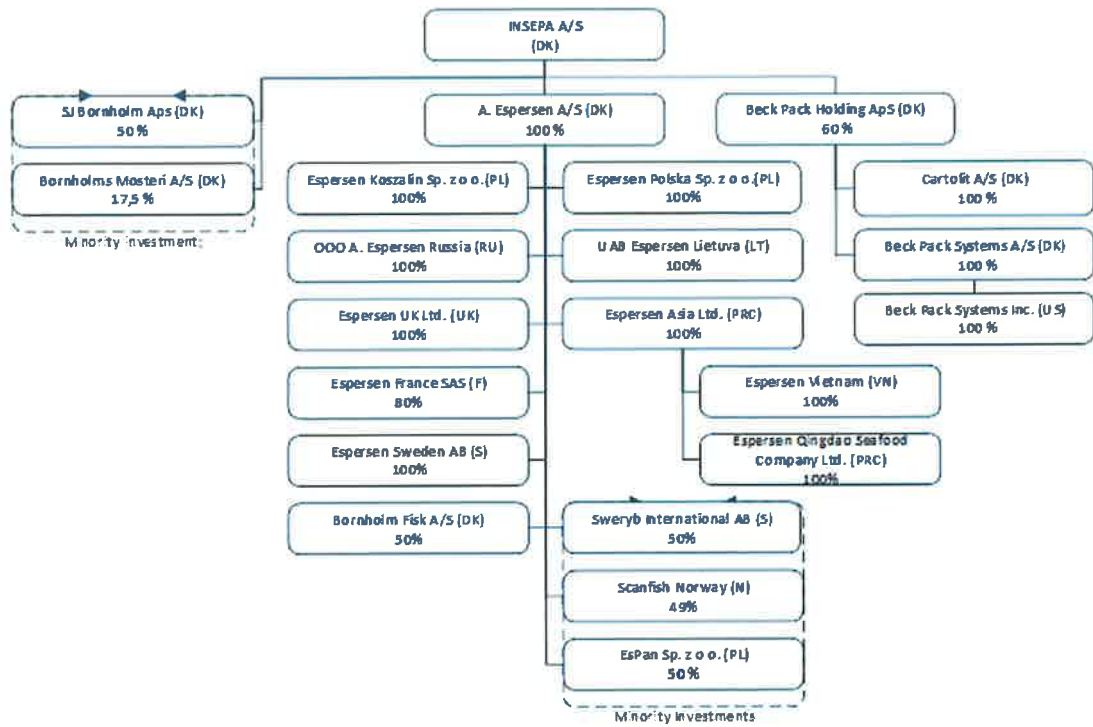 INSEPA A/S
(DK)
SJ Bornholm Aps (DK)
50%
A. Espersen A/S (DK)
100%
Beck Pack Holding ApS (DK)
60%
Bornholms Mosteri A/S (DK)
17,5%
Minority investment;
Espersen Koszalin Sp. z o o.(PL)
100%
Espersen Polska Sp. z o o.(PL)
100%
Cartolit A/S (DK)
100%
OOO A. Espersen Russia (RU)
100%
UAB Espersen Lietuva (LT)
100%
Beck Pack Systems A/S (DK)
100%
Espersen UK Ltd. (UK)
100%
Espersen Asia Ltd. (PRC)
100%
Beck Pack Systems Inc. (US)
100%
Espersen France SAS (F)
80%
Espersen Vietnam (VN)
100%
Espersen Sweden AB (S)
100%
Espersen Qingdao Seafood
Company Ltd. (PRC)
100%
Bornholm Fisk A/S (DK)
50%
Sweryb International AB (S)
50%
Scanfish Norway (N)
49%
EsPan Sp. z o o. (PL)
50%
Minority investments